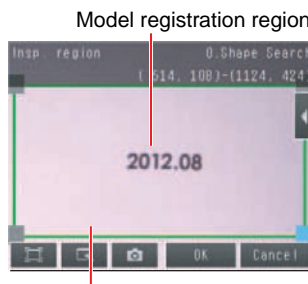 Model registration region
Insp. region
0.Shape Search
( 514, 108)-(1124, 424)
2012.08
OK
Cancel